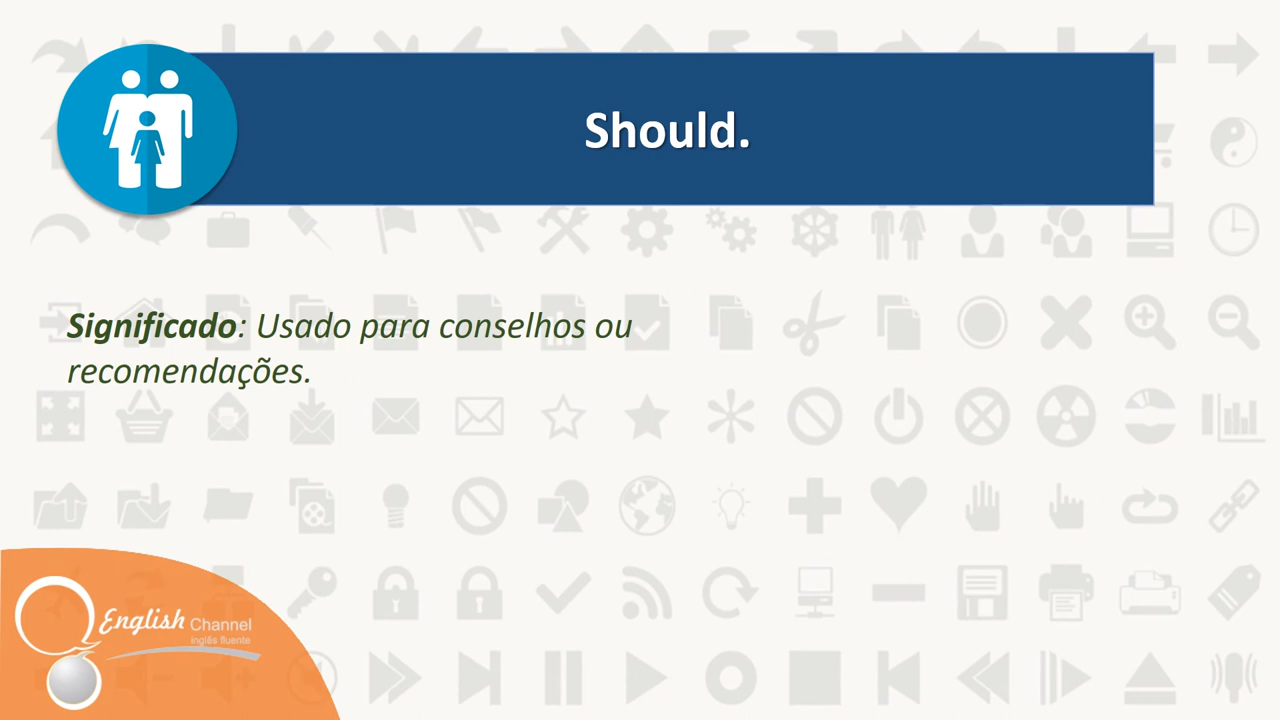 Should.
Significado: Usado para conselhos ou
recomendações.
English Channel
inglês fluente